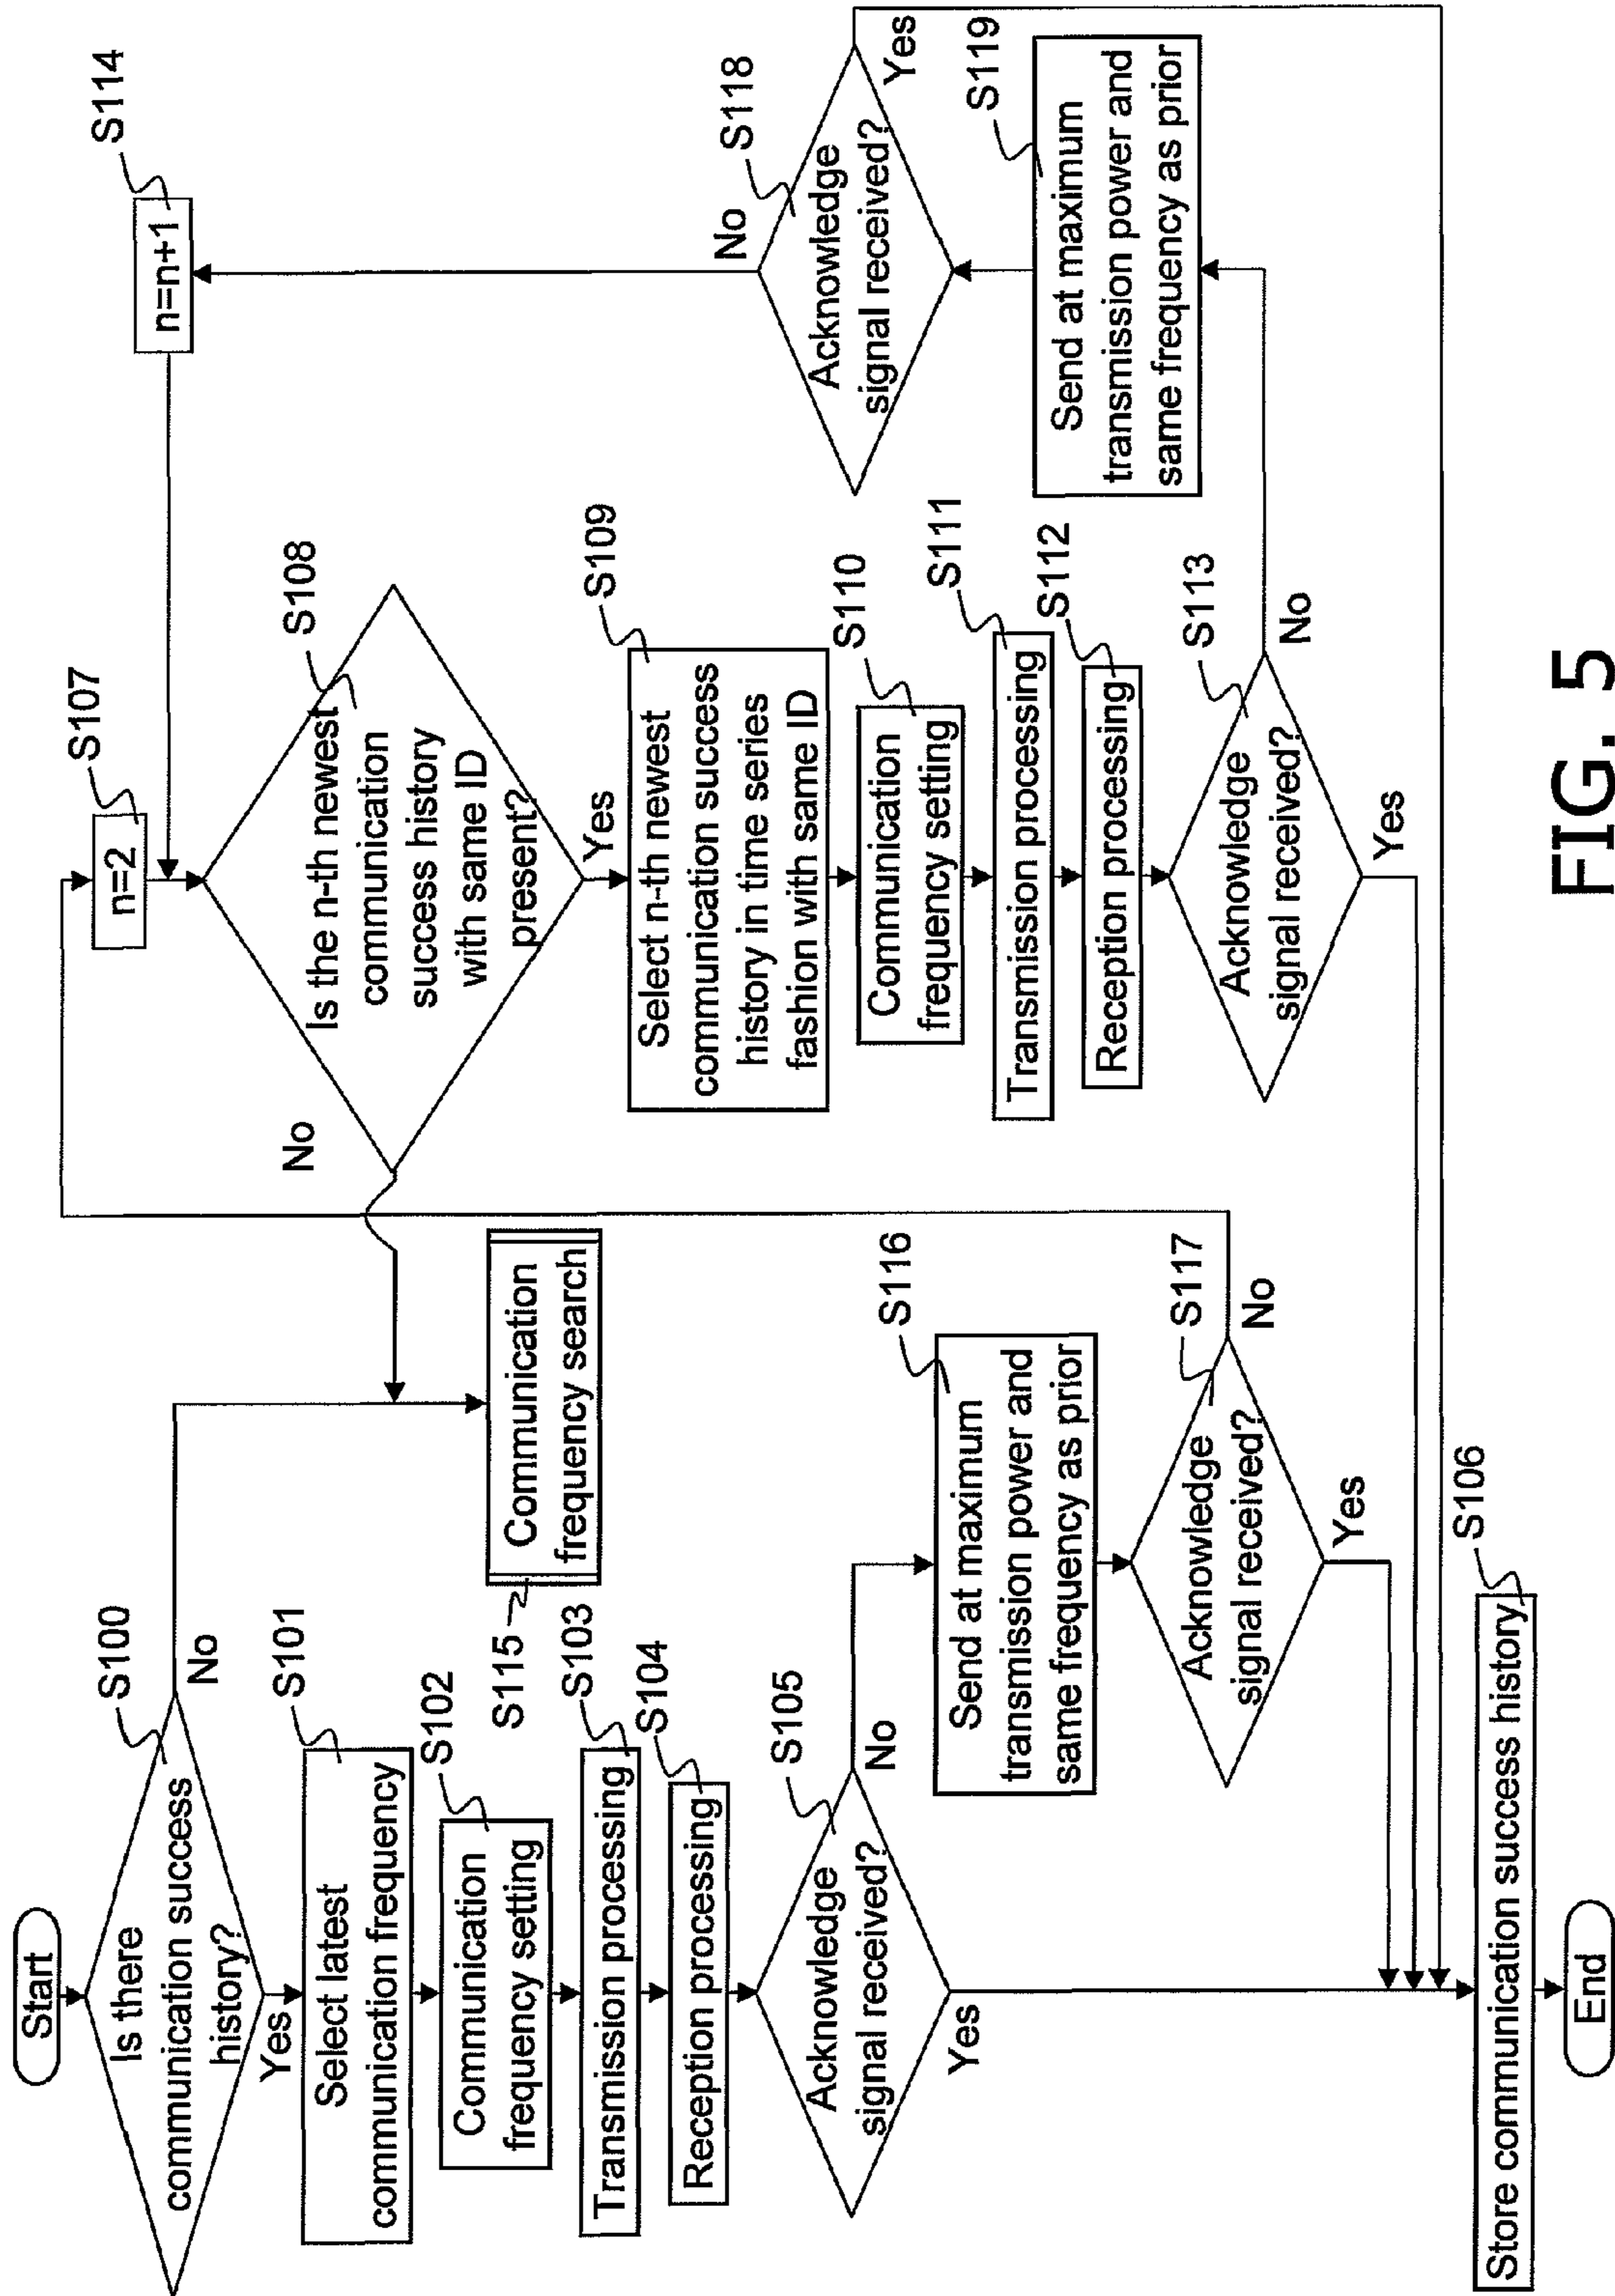 Start
Is there
communication success
history?
S100
No
Yes
Select latest
communication frequency
S101
Communication
frequency setting
S102
Transmission processing
S103
Reception processing
S104
Acknowledge
signal received?
S105
No
Yes
Communication
frequency search
S115
Send at maximum
transmission power and
same frequency as prior
S116
Acknowledge
signal received?
S117
No
Yes
Store communication success history
S106
End
n=2
S107
Is the n-th newest
communication
success history
with same ID
present?
S108
No
Yes
Select n-th newest
communication success
history in time series
fashion with same ID
S109
Communication
frequency setting
S110
Transmission processing
S111
Reception processing
S112
Acknowledge
signal received?
S113
No
Yes
n=n+1
S114
Acknowledge
signal received?
S118
No
Yes
Send at maximum
transmission power and
same frequency as prior
S119
FIG. 5